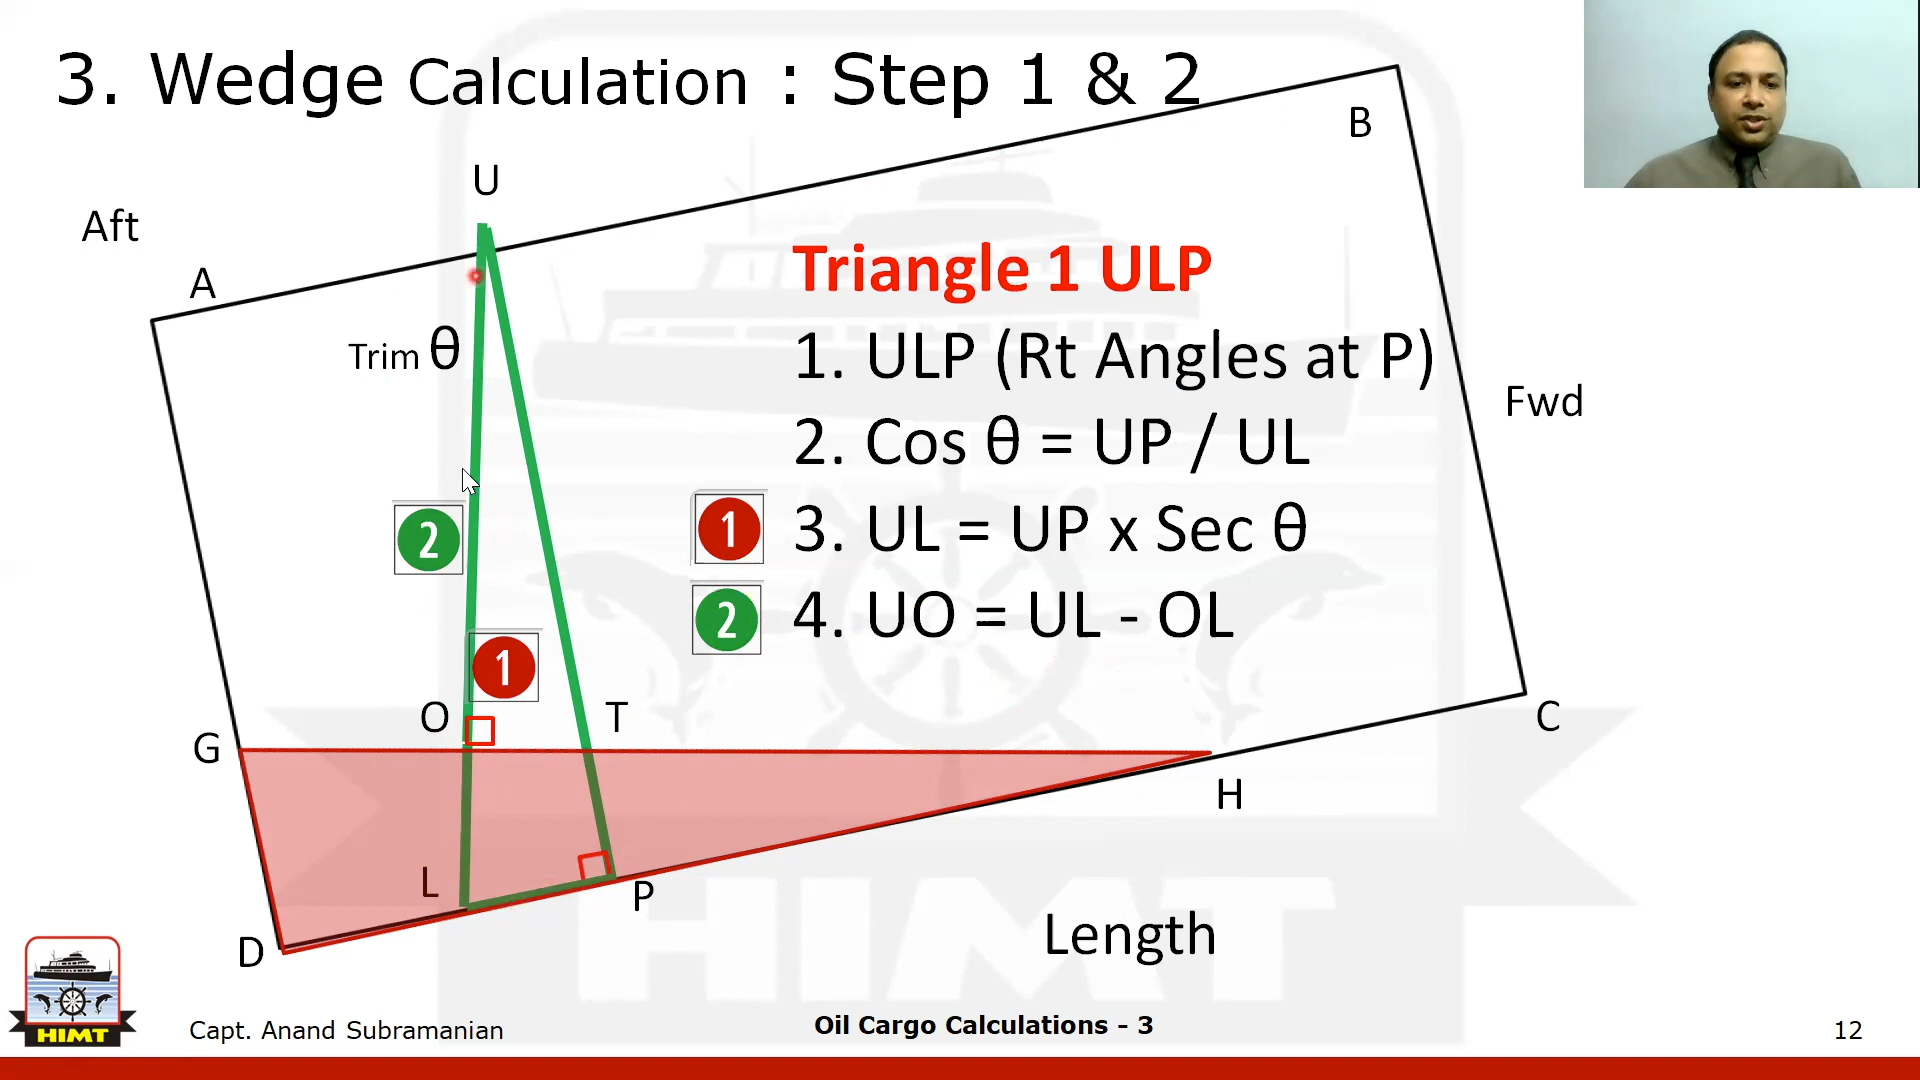 3. Wedge Calculation : Step 1 & 2
B
U
Aft
A
Triangle 1 ULP
Trim θ
1. ULP (Rt Angles at P)
Fwd
2. Cos θ = UP / UL
2
1
3. UL = UP x Sec θ
2
4. UO = UL - OL
1
O
T
C
G
H
L
P
D
Length
HIMT
HIMT
Capt. Anand Subramanian
Oil Cargo Calculations - 3
12